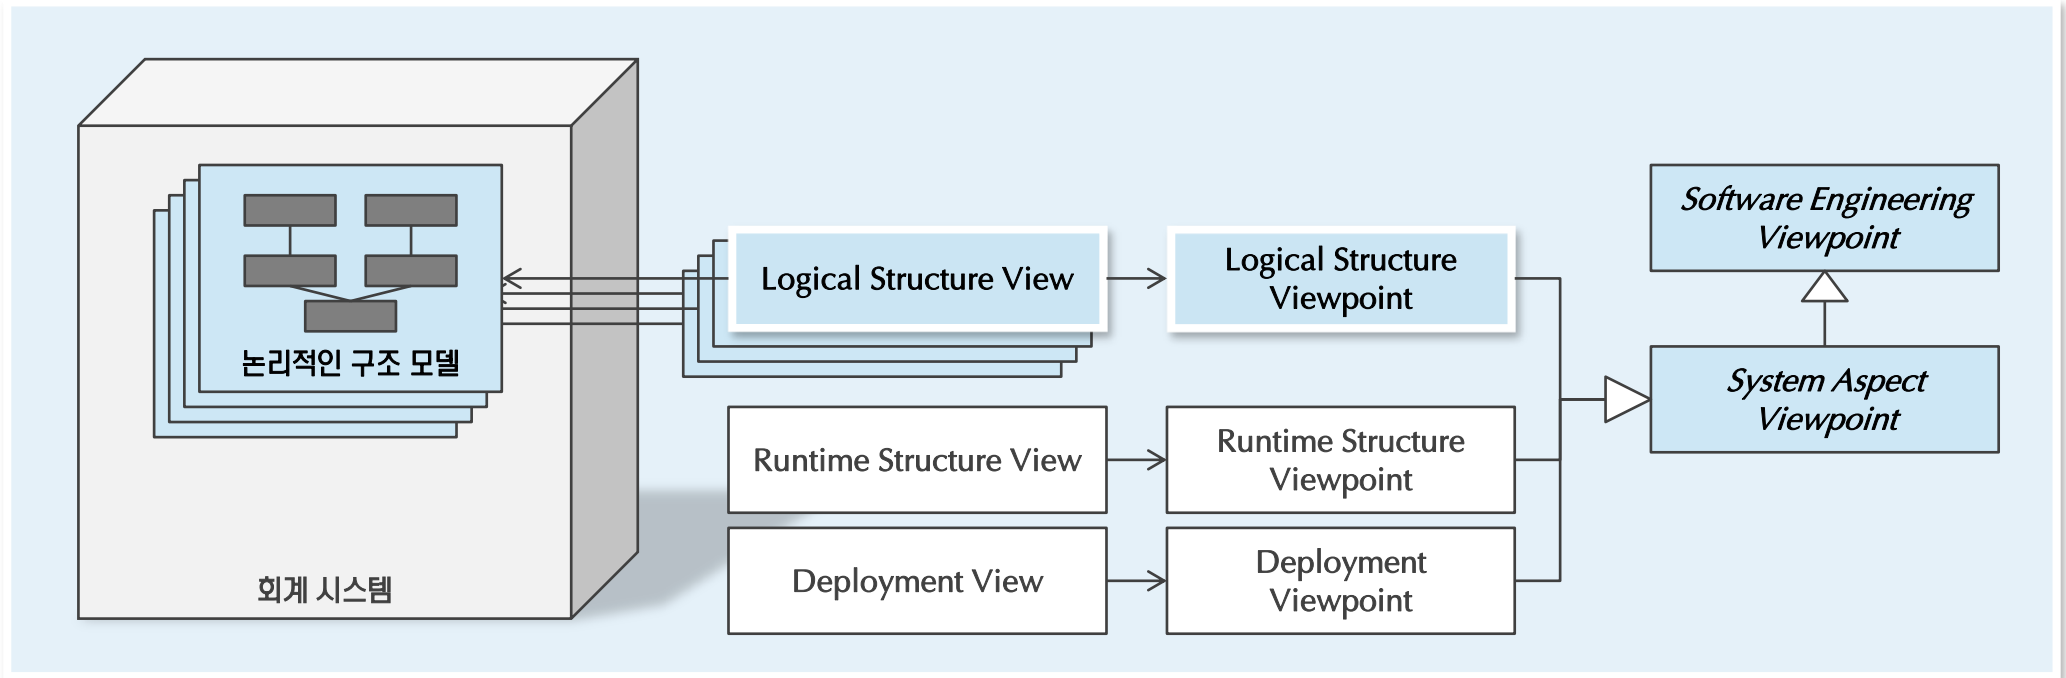 논리적인 구조 모델
회계 시스템
Logical Structure View
Logical Structure
Viewpoint
Runtime Structure View
Runtime Structure
Viewpoint
Deployment View
Deployment
Viewpoint
Software Engineering
Viewpoint
System Aspect
Viewpoint